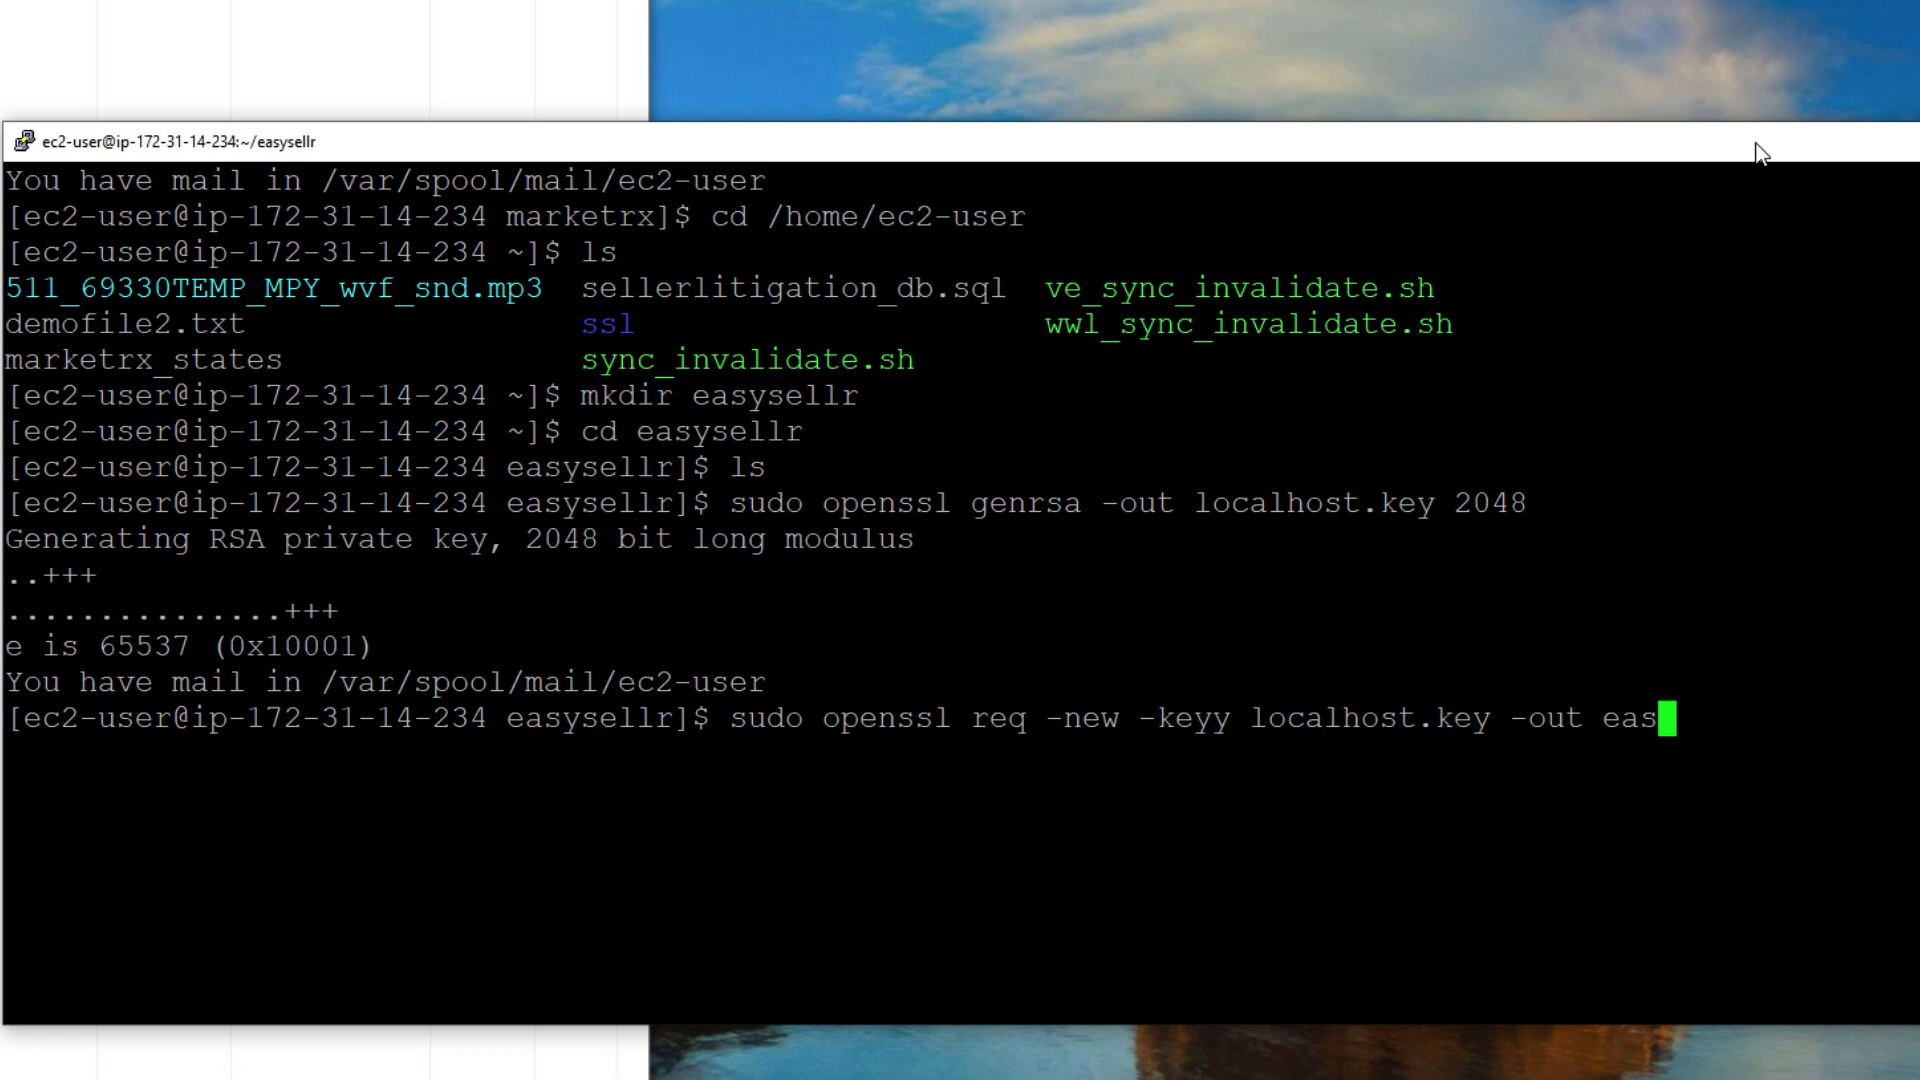 ec2-user@ip-172-31-14-234:~/easysellr
You have mail in /var/spool/mail/ec2-user
[ec2-user@ip-172-31-14-234 marketrx]$ cd /home/ec2-user
[ec2-user@ip-172-31-14-234 ~]$ ls
511_69330TEMP_MPY_wvf_snd.mp3  sellerlitigation_db.sql  ve_sync_invalidate.sh
demofile2.txt                  ssl                      wwl_sync_invalidate.sh
marketrx_states                sync_invalidate.sh
[ec2-user@ip-172-31-14-234 ~]$ mkdir easysellr
[ec2-user@ip-172-31-14-234 ~]$ cd easysellr
[ec2-user@ip-172-31-14-234 easysellr]$ ls
[ec2-user@ip-172-31-14-234 easysellr]$ sudo openssl genrsa -out localhost.key 2048
Generating RSA private key, 2048 bit long modulus
..+++
...............+++
e is 65537 (0x10001)
You have mail in /var/spool/mail/ec2-user
[ec2-user@ip-172-31-14-234 easysellr]$ sudo openssl req -new -keyy localhost.key -out eas